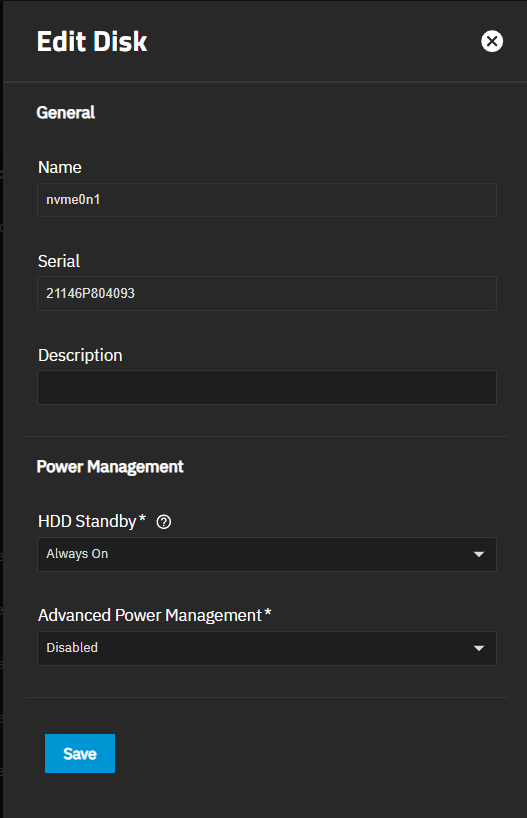 Edit Disk
General
Name
nvme0n1
Serial
21146P804093
Description
Power Management
HDD Standby*
Always On
Advanced Power Management*
Disabled
Save